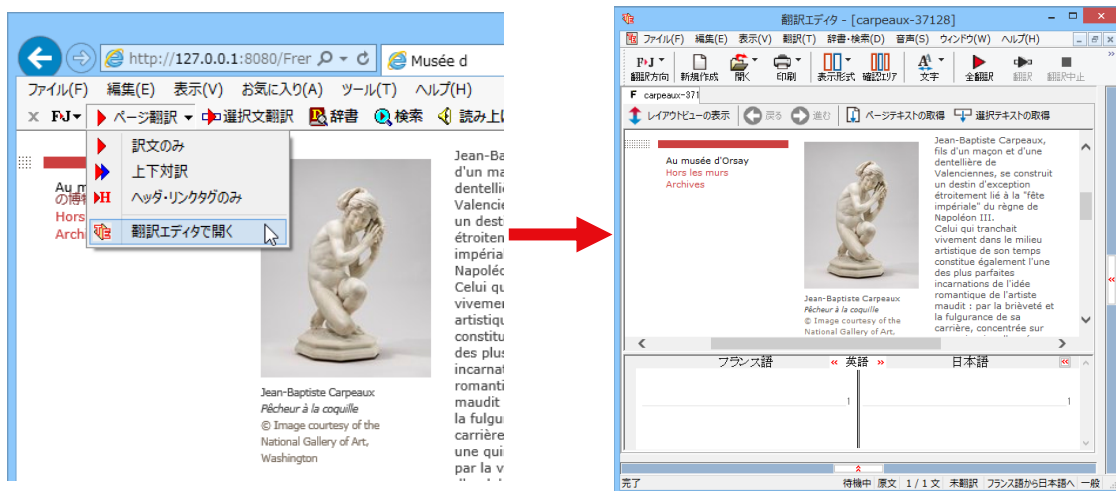 http://127.0.0.1:8080/Frer
Musée d
ファイル(F) 編集(E) 表示(V) お気に入り(A) ツール(T) ヘルプ(H)
× F›J ページ翻訳 選択文翻訳 辞書 検索 読み上
訳文のみ
上下対訳
ヘッダ・リンクタグのみ
翻訳エディタで開く
Au m
の博
Hors
Archi
Jean-Ba
d'un ma
dentelliè
Valencie
un dest
étroiten
impéria
Napoléo
Celui qu
vivemen
artistiqu
constitu
des plus
incarnat
romanti
maudit
la fulgu
carrière
une qui
par la v
Jean-Baptiste Carpeaux
Pêcheur à la coquille
© Image courtesy of the
National Gallery of Art,
Washington
翻訳エディタ - [carpeaux-37128]
ファイル(F) 編集(E) 表示(V) 翻訳(T) 辞書・検索(D) 音声(S) ウィンドウ(W) ヘルプ(H)
F›J
翻訳方向 新規作成 開く 印刷 表示形式 確認エリア 文字 全翻訳 翻訳 翻訳中止
F carpeaux-371
レイアウトビューの表示 戻る 進む ページテキストの取得 選択テキストの取得
Au musée d'Orsay
Hors les murs
Archives
Jean-Baptiste Carpeaux,
fils d'un maçon et d'une
dentellière de
Valenciennes, se construit
un destin d'exception
étroitement lié à la "fête
impériale" du règne de
Napoléon III.
Celui qui tranchait
vivement dans le milieu
artistique de son temps
constitue également l'une
des plus parfaites
incarnations de l'idée
romantique de l'artiste
maudit : par la brièveté et
la fulgurance de sa
carrière, concentrée sur
Jean-Baptiste Carpeaux
Pêcheur à la coquille
© Image courtesy of the
National Gallery of Art,
フランス語 « 英語 » 日本語 «
1 1
完了 待機中 原文 1 / 1 文 未翻訳 フランス語から日本語へ 一般